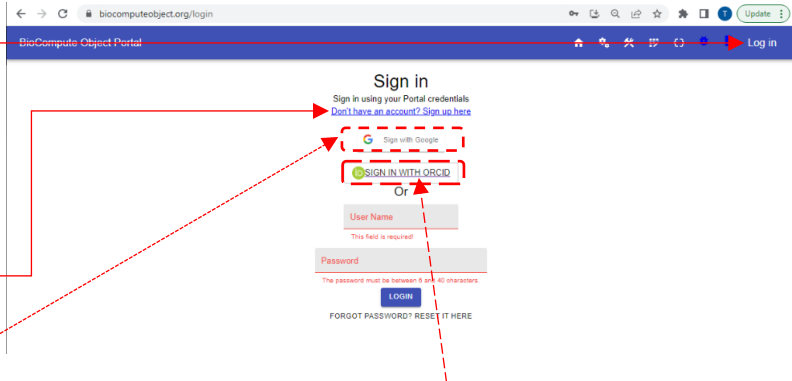 biocomputeobject.org/login
T
Update
BioCompute Object Portal
Log in
Sign in
Sign in using your Portal credentials
Don't have an account? Sign up here
G Sign with Google
iD SIGN IN WITH ORCID
Or
User Name
This field is required!
Password
The password must be between 6 and 40 characters.
LOGIN
FORGOT PASSWORD? RESET IT HERE